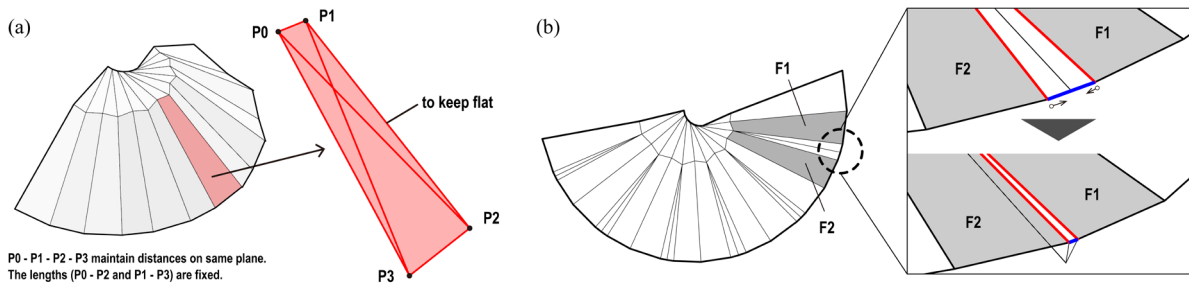 (a)
P1
P0
to keep flat
P2
P3
P0 - P1 - P2 - P3 maintain distances on same plane.
The lengths (P0 - P2 and P1 - P3) are fixed.
(b)
F1
F2
F1
F2
F1
F2